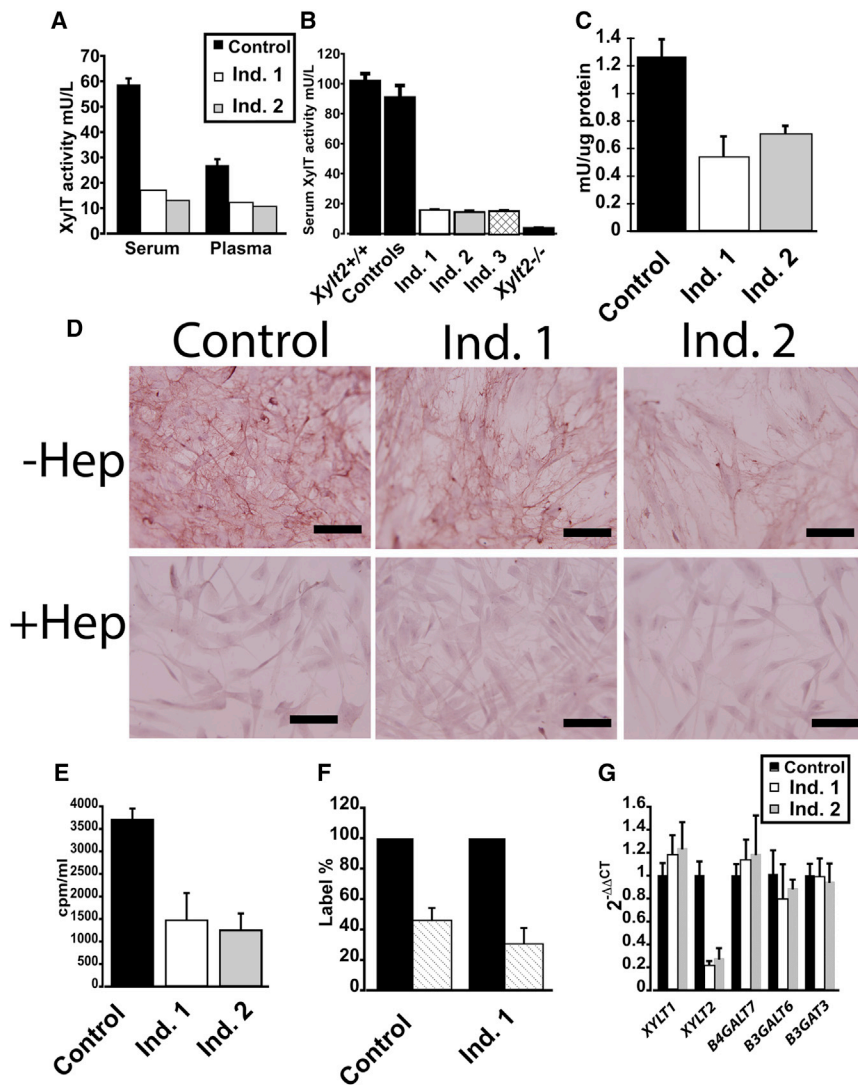 A
Control
Ind. 1
Ind. 2
XylT activity mU/L
70
60
50
40
30
20
10
0
Serum Plasma
B
Serum XylT activity mU/L
120
100
80
60
40
20
0
Xylt2+/+
Controls
Ind. 1
Ind. 2
Ind. 3
Xylt2-/-
C
mU/ug protein
1.4
1.2
1
0.8
0.6
0.4
0.2
0
Control
Ind. 1
Ind. 2
D
Control Ind. 1 Ind. 2
-Hep
+Hep
E
cpm/ml
4000
3500
3000
2500
2000
1500
1000
500
0
Control
Ind. 1
Ind. 2
F
Label %
120
100
80
60
40
20
0
Control
Ind. 1
G
Control
Ind. 1
Ind. 2
2-ΔΔCT
1.6
1.4
1.2
1
0.8
0.6
0.4
0.2
0
XYLT1
XYLT2
B4GALT7
B3GALT6
B3GAT3